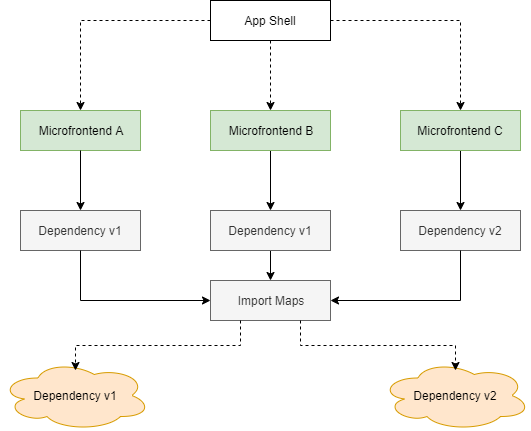 App Shell
Microfrontend A
Microfrontend B
Microfrontend C
Dependency v1
Dependency v1
Dependency v2
Import Maps
Dependency v1
Dependency v2